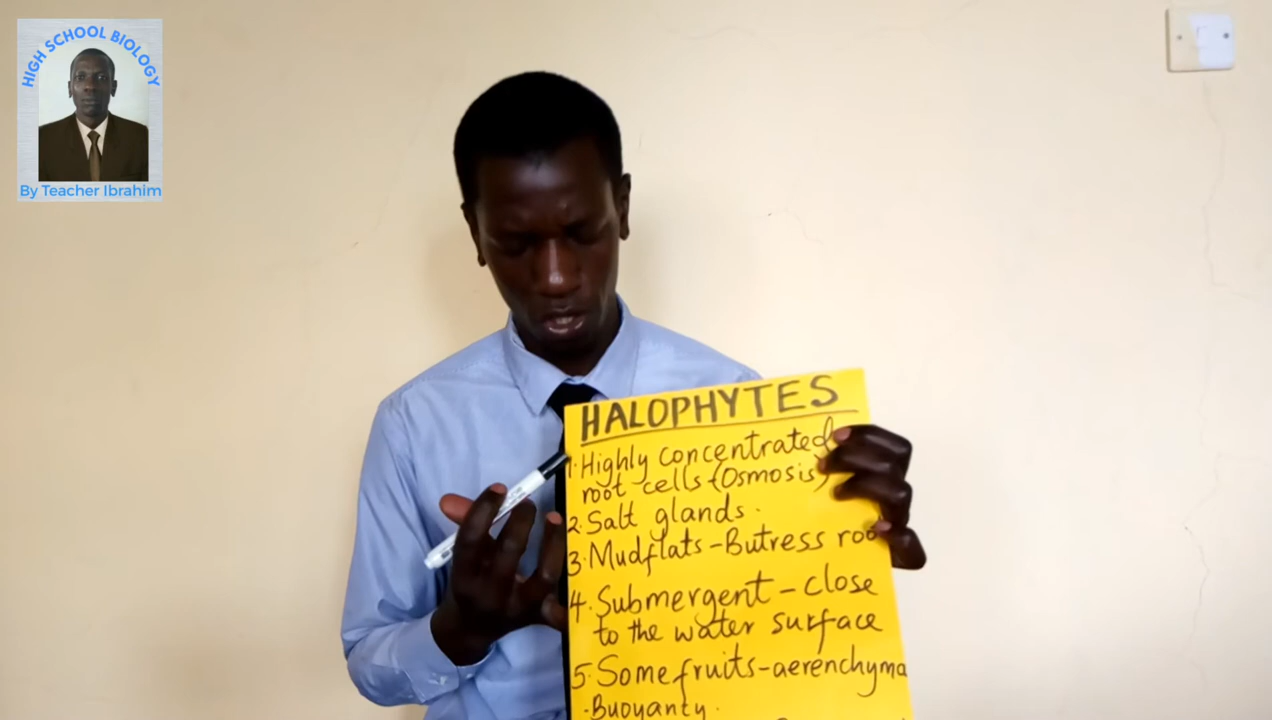 HIGH SCHOOL BIOLOGY
By Teacher Ibrahim
HALOPHYTES
1. Highly concentrated
root cells (Osmosis)
2. Salt glands.
3. Mudflats - Butress roo
4. Submergent - close
to the water surface
5. Some fruits - aerenchyma
- Buoyanty.